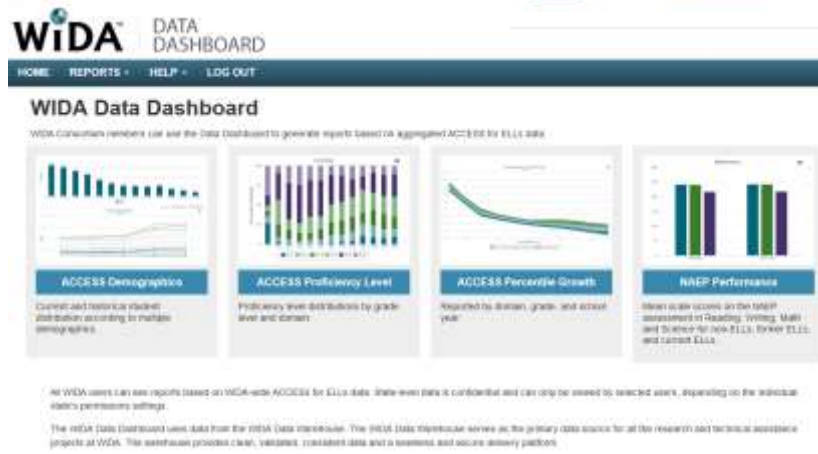 WiDA DATA
DASHBOARD
HOME REPORTS HELP LOG OUT
WIDA Data Dashboard
WIDA Consortium members can use the Data Dashboard to generate reports based on aggregated ACCESS for ELLs data.
ACCESS Demographics
Current and historical student
distribution according to multiple
demographics.
ACCESS Proficiency Level
Proficiency level distributions by grade
level and domain
ACCESS Percentile Growth
Reported by domain, grade, and school
year.
NAEP Performance
Mean scale scores on the NAEP
assessment in Reading, Writing, Math
and Science for non-ELLs, former ELLs,
and current ELLs.
All WIDA users can see reports based on WIDA-wide ACCESS for ELLs data. State-level data is confidential and can only be viewed by selected users, depending on the individual
state's permissions settings.
The WIDA Data Dashboard uses data from the WIDA Data Warehouse. The WIDA Data Warehouse serves as the primary data source for all the research and technical assistance
projects at WIDA. The warehouse provides clean, validated, consistent data and a seamless and secure delivery platform.